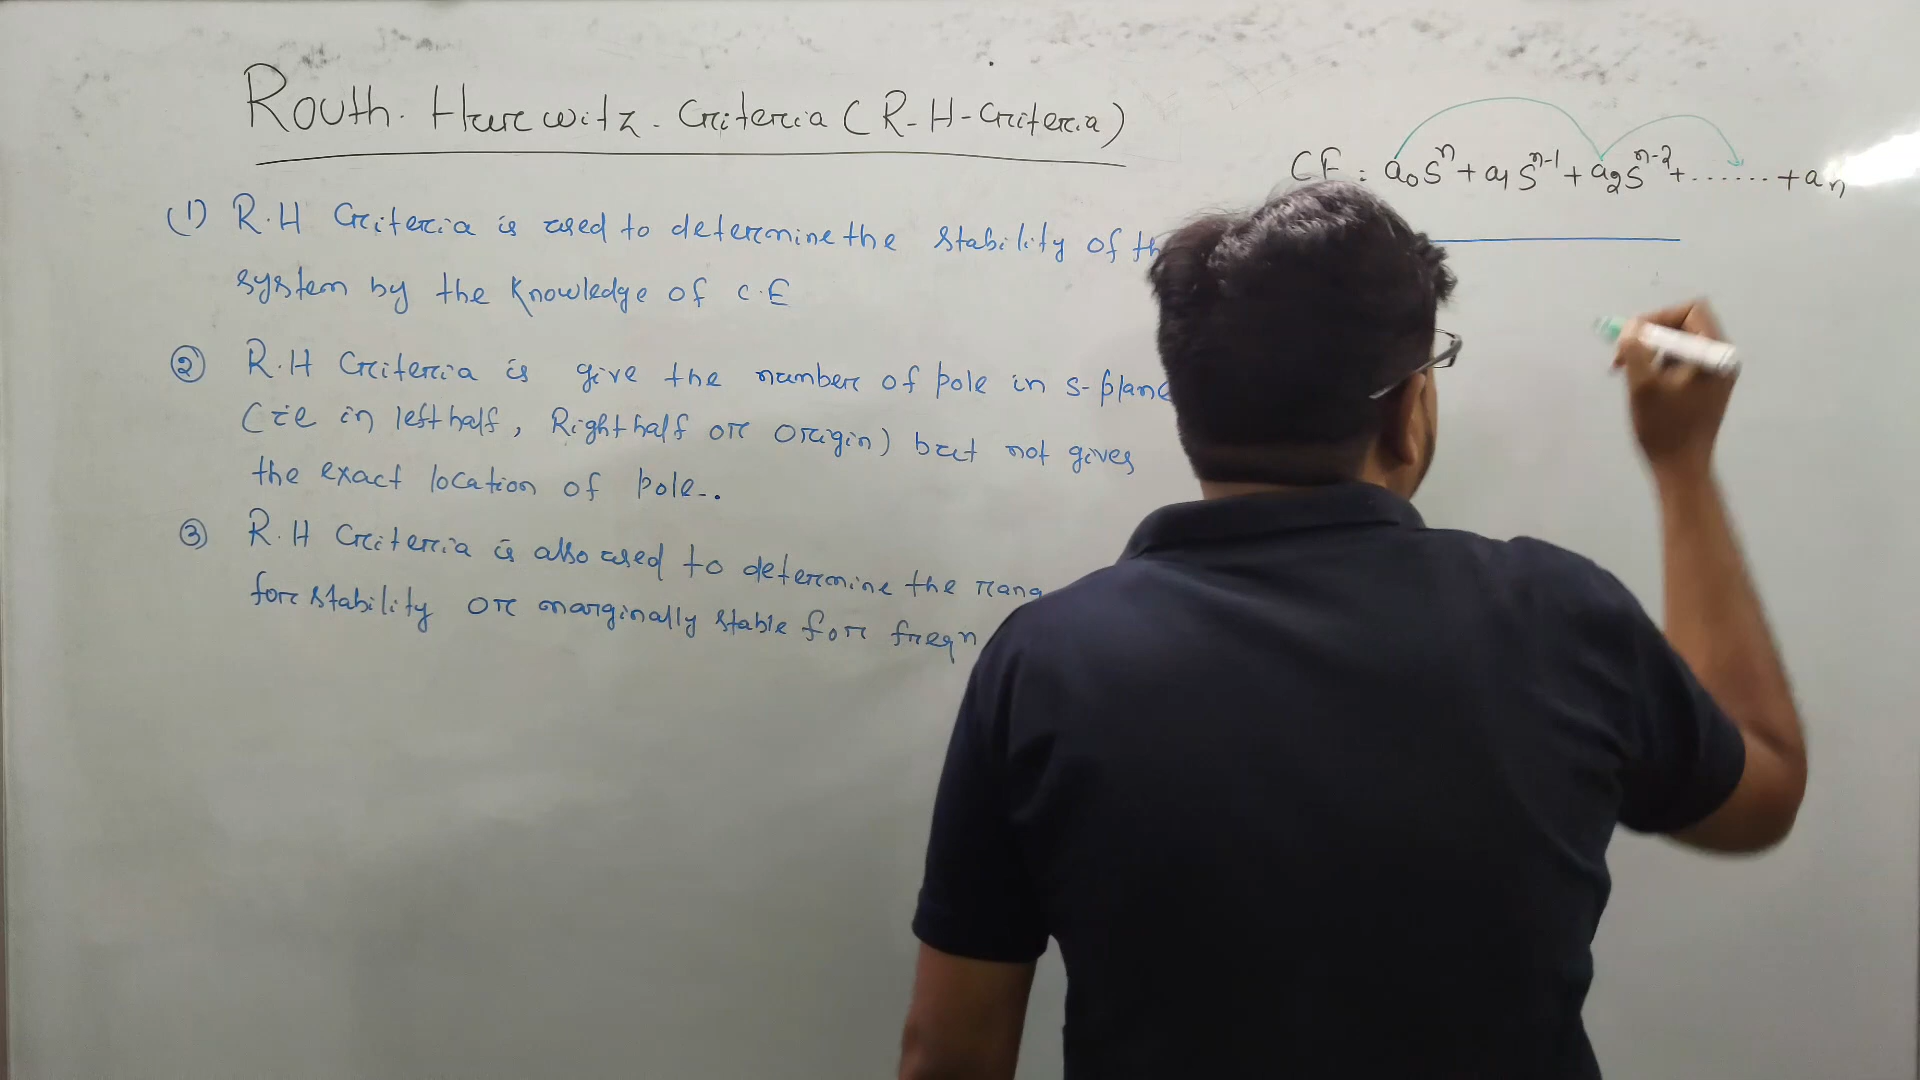 Routh. Hurwitz. Criteria (R-H-Criteria)
CE: a₀sⁿ + a₁sⁿ⁻¹ + a₂sⁿ⁻² + ...... + aₙ
(1) R.H Criteria is used to determine the stability of th
system by the Knowledge of C.E
② R.H Criteria is give the number of pole in s-plane
(ie in left half, Right half or origin) but not gives
the exact location of pole..
③ R.H Criteria is also used to determine the rang
for stability or marginally stable for freqn